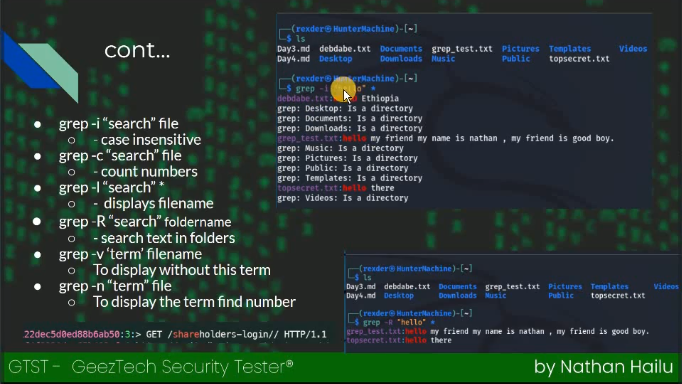 cont...
grep -i "search" file
- case insensitive
grep -c "search" file
- count numbers
grep -l "search" *
- displays filename
grep -R "search" foldername
- search text in folders
grep -v 'term' filename
To display without this term
grep -n "term" file
To display the term find number
22dec5d0ed88b6ab50:3:> GET /shareholders-login// HTTP/1.1
(rexder㉿HunterMachine)-[~]
$ ls
Day3.md debdabe.txt Documents grep_test.txt Pictures Templates Videos
Day4.md Desktop Downloads Music Public topsecret.txt
(rexder㉿HunterMachine)-[~]
$ grep -i *
debdabe.txt: Ethiopia
grep: Desktop: Is a directory
grep: Documents: Is a directory
grep: Downloads: Is a directory
grep_test.txt:hello my friend my name is nathan , my friend is good boy.
grep: Music: Is a directory
grep: Pictures: Is a directory
grep: Public: Is a directory
grep: Templates: Is a directory
topsecret.txt:hello there
grep: Videos: Is a directory
(rexder㉿HunterMachine)-[~]
$ ls
Day3.md debdabe.txt Documents grep_test.txt Pictures Templates Videos
Day4.md Desktop Downloads Music Public topsecret.txt
(rexder㉿HunterMachine)-[~]
$ grep -R "hello" *
grep_test.txt:hello my friend my name is nathan , my friend is good boy.
topsecret.txt:hello there
GTST - GeezTech Security Tester®
by Nathan Hailu